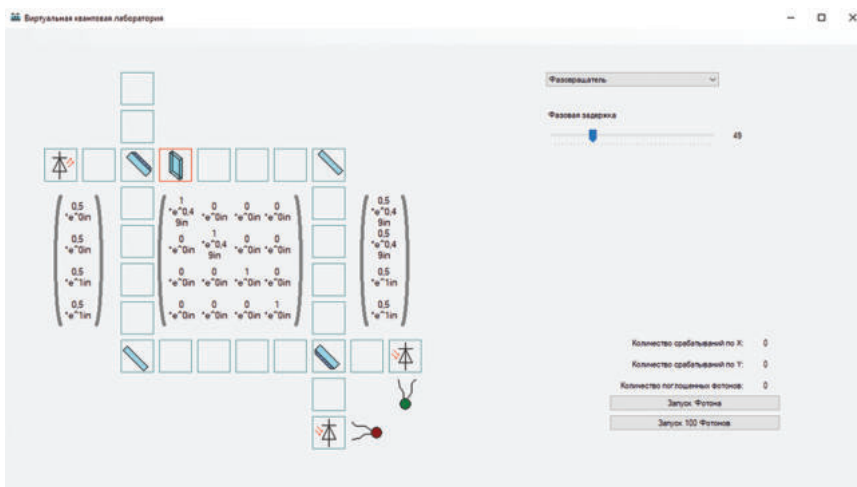 Виртуальная квантовая лаборатория
Фазовращатель
Фазовая задержка
49
0,5
*e^0in
0,5
*e^0in
0,5
*e^1in
0,5
*e^1in
1
*e^0,4
9in
0
*e^0in
0
*e^0in
0
*e^0in
0
*e^0in
1
*e^0,4
9in
0
*e^0in
0
*e^0in
0
*e^0in
0
*e^0in
1
*e^0in
0
*e^0in
0
*e^0in
0
*e^0in
0
*e^0in
1
*e^0in
0,5
*e^0,4
9in
0,5
*e^0,4
9in
0,5
*e^1in
0,5
*e^1in
Количество срабатываний по X: 0
Количество срабатываний по Y: 0
Количество поглощенных фотонов: 0
Запуск Фотона
Запуск 100 Фотонов